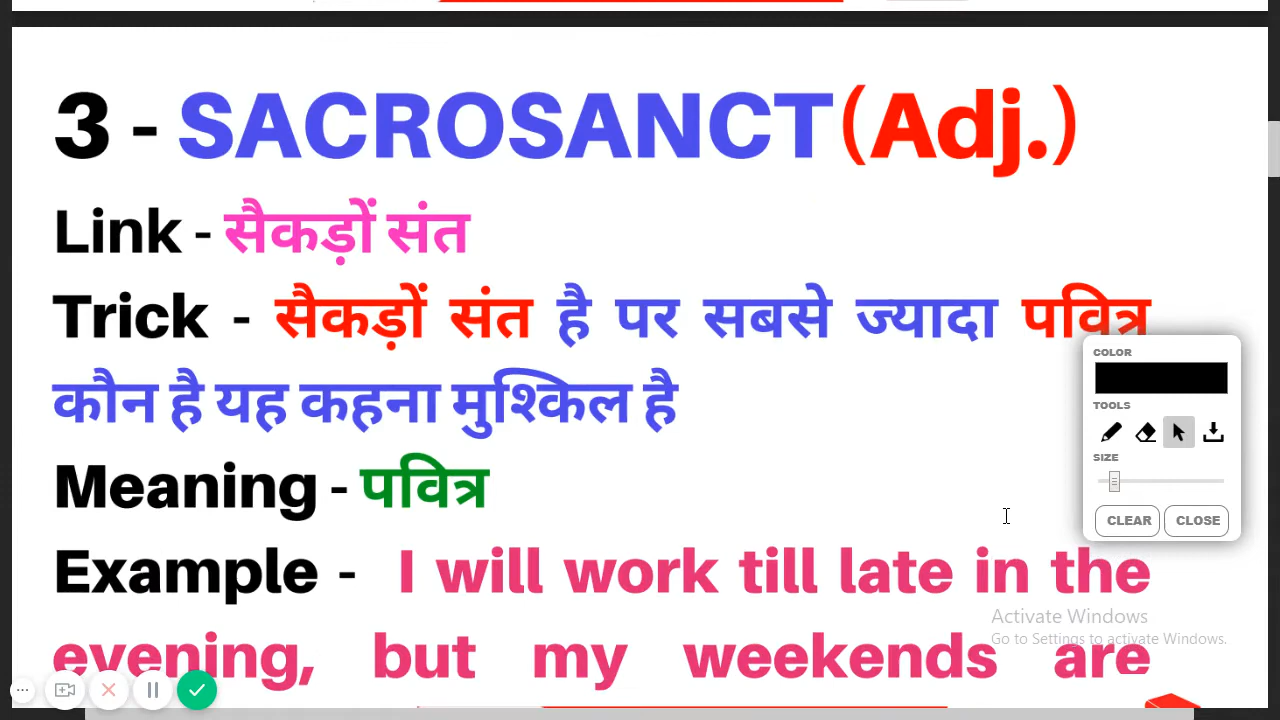 3 - SACROSANCT(Adj.)
Link - सैकड़ों संत
Trick - सैकड़ों संत है पर सबसे ज्यादा पवित्र
कौन है यह कहना मुश्किल है
Meaning - पवित्र
Example - I will work till late in the
evening, but my weekends are
COLOR
TOOLS
SIZE
CLEAR CLOSE
Activate Windows
Go to Settings to activate Windows.